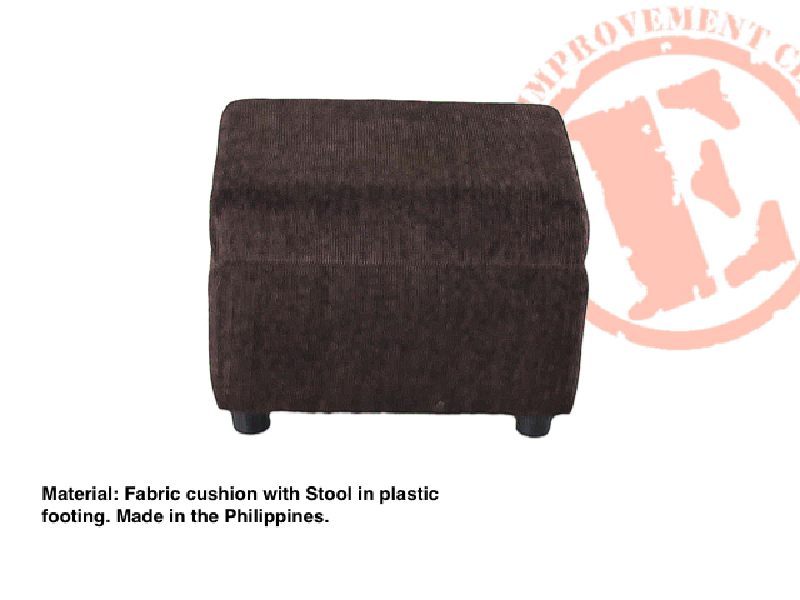 IMPROVEMENT
E
Material: Fabric cushion with Stool in plastic
footing. Made in the Philippines.